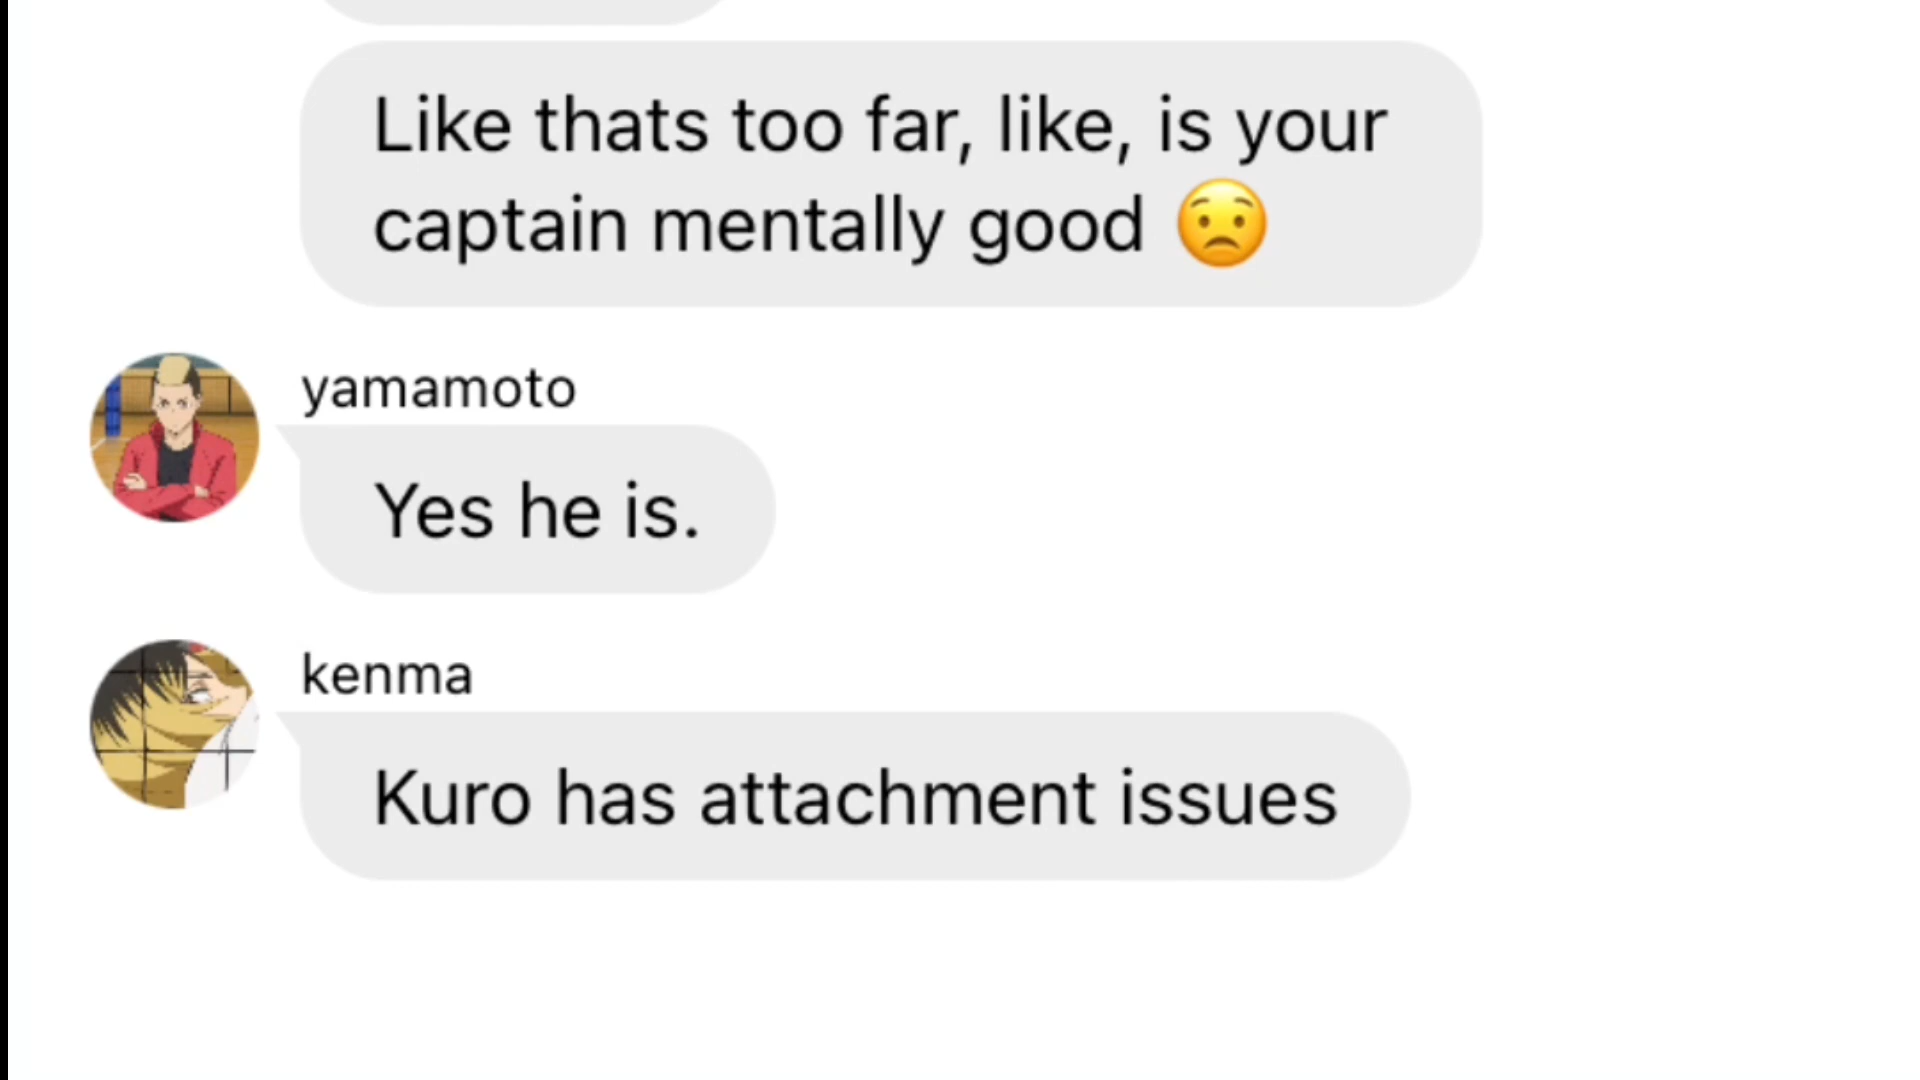 Like thats too far, like, is your
captain mentally good 😟
yamamoto
Yes he is.
kenma
Kuro has attachment issues